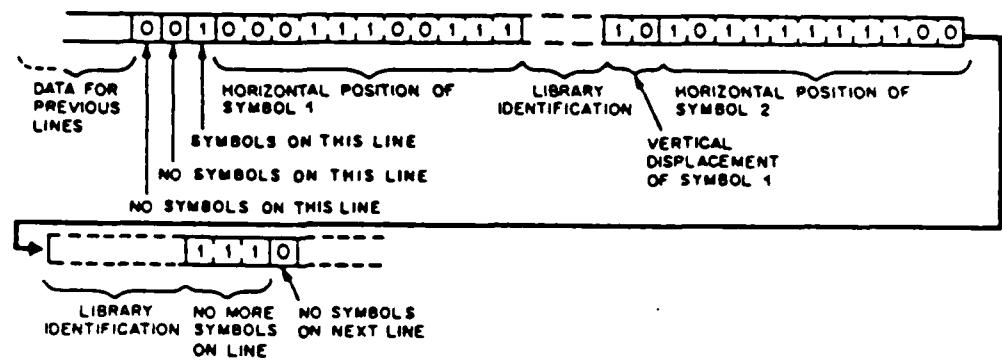 0 0 1 0 0 0 1 1 1 0 0 1 1 1 1 0 1 0 1 1 1 1 1 1 1 0 0
DATA FOR
PREVIOUS
LINES
HORIZONTAL POSITION OF
SYMBOL 1
LIBRARY
IDENTIFICATION
HORIZONTAL POSITION OF
SYMBOL 2
SYMBOLS ON THIS LINE
VERTICAL
DISPLACEMENT
OF SYMBOL 1
NO SYMBOLS ON THIS LINE
NO SYMBOLS ON THIS LINE
1 1 1 0
LIBRARY
IDENTIFICATION
NO MORE
SYMBOLS
ON LINE
NO SYMBOLS
ON NEXT LINE